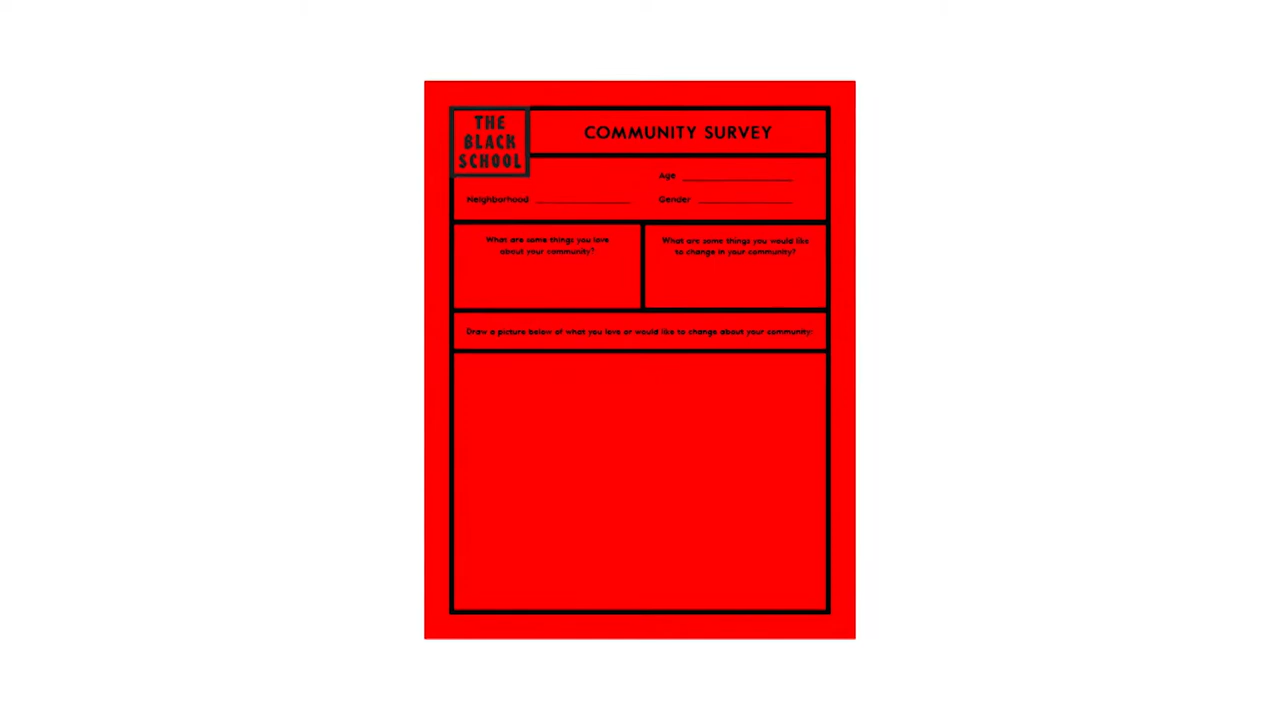 THE
BLACK
SCHOOL
COMMUNITY SURVEY
Age
Neighborhood
Gender
What are some things you love
about your community?
What are some things you would like
to change in your community?
Draw a picture below of what you love or would like to change about your community: